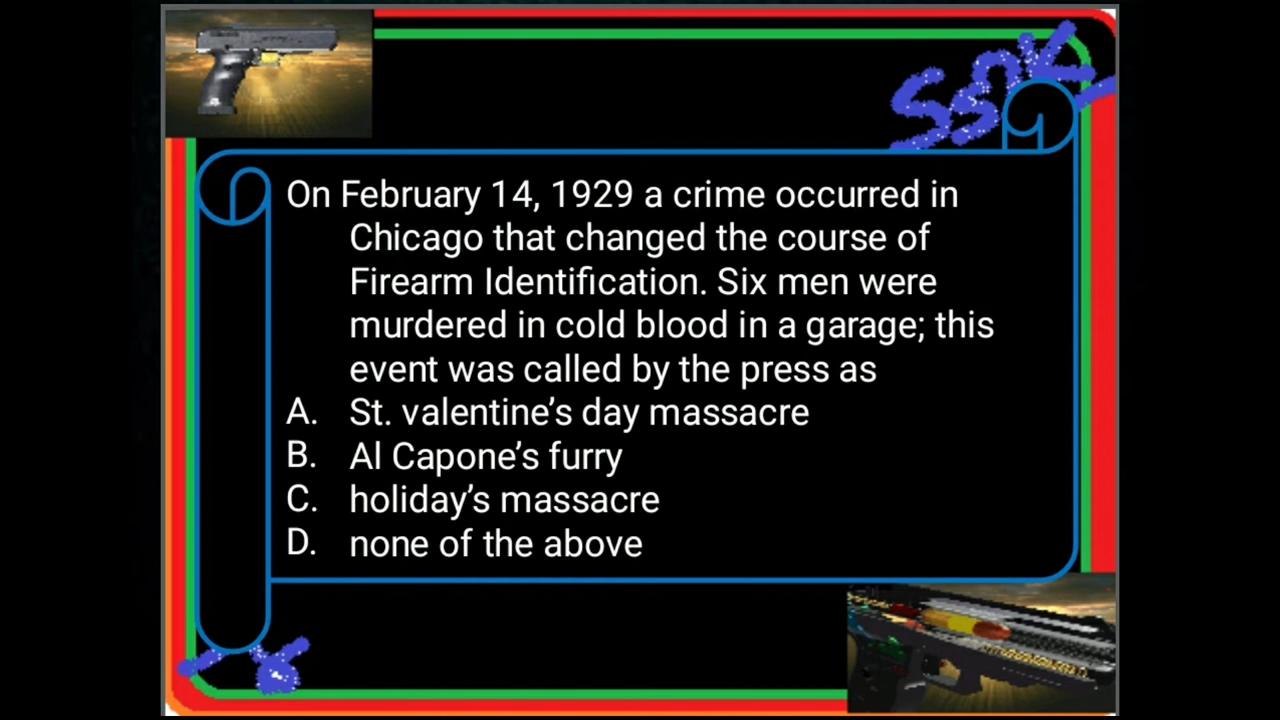 On February 14, 1929 a crime occurred in
Chicago that changed the course of
Firearm Identification. Six men were
murdered in cold blood in a garage; this
event was called by the press as
A. St. valentine's day massacre
B. Al Capone's furry
C. holiday's massacre
D. none of the above